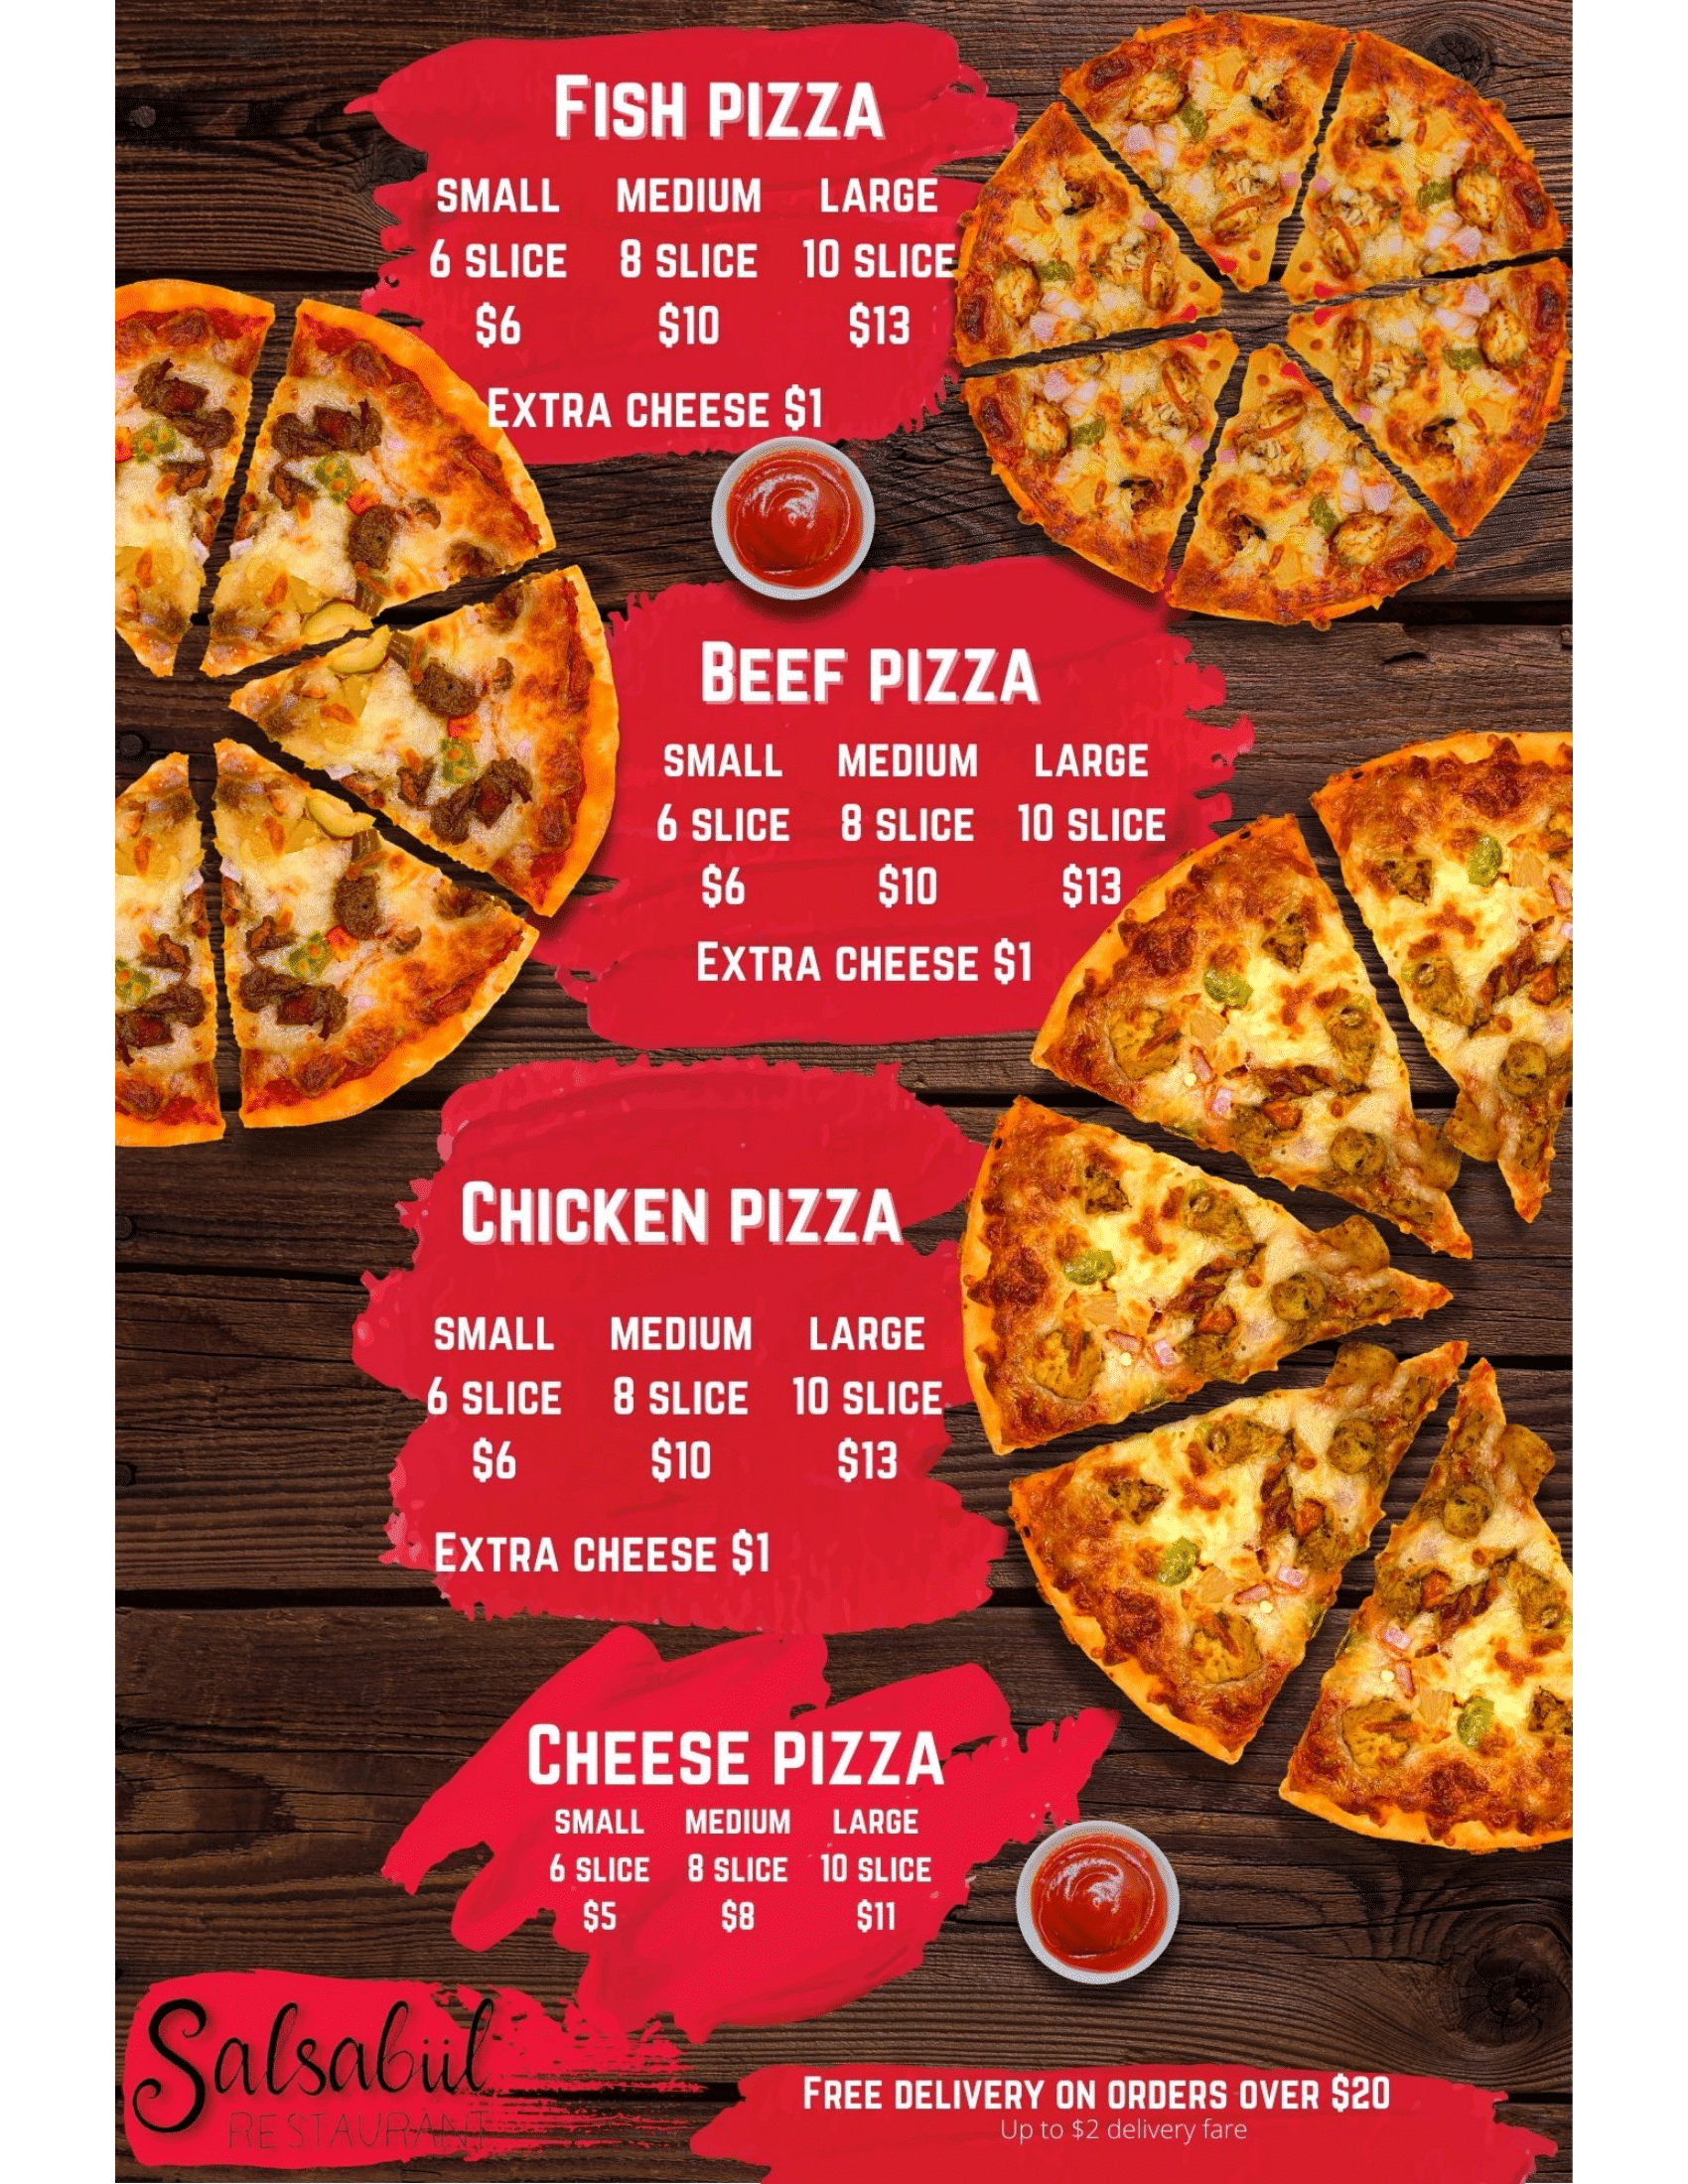 Fish pizza
small medium large
6 slice 8 slice 10 slice
$6 $10 $13
Extra cheese $1
Beef pizza
small medium large
6 slice 8 slice 10 slice
$6 $10 $13
Extra cheese $1
Chicken pizza
small medium large
6 slice 8 slice 10 slice
$6 $10 $13
Extra cheese $1
Cheese pizza
small medium large
6 slice 8 slice 10 slice
$5 $8 $11
Salsabiil
RESTAURANT
Free delivery on orders over $20
Up to $2 delivery fare